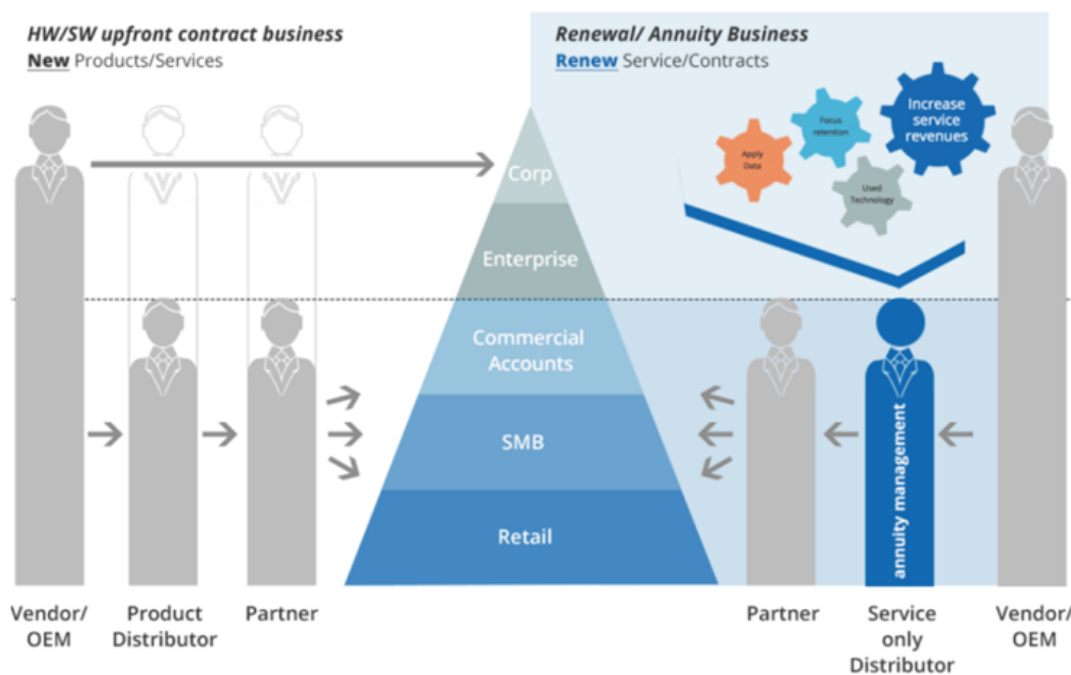 HW/SW upfront contract business
New Products/Services
Renewal/ Annuity Business
Renew Service/Contracts
Increase
service
revenues
Focus
retention
Apply
Data
Used
Technology
Corp
Enterprise
Commercial
Accounts
SMB
Retail
annuity management
Vendor/
OEM
Product
Distributor
Partner
Partner
Service
only
Distributor
Vendor/
OEM